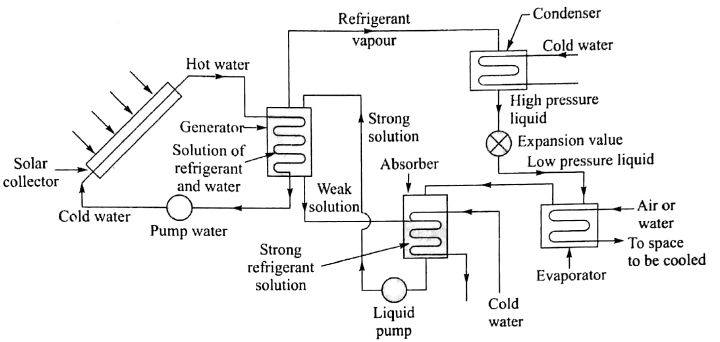 Refrigerant
vapour
Condenser
Cold water
Hot water
High pressure
liquid
Generator
Strong
solution
Expansion value
Solution of
refrigerant
and water
Absorber
Low pressure liquid
Solar
collector
Weak
solution
Cold water
Pump water
Air or
water
To space
to be cooled
Strong
refrigerant
solution
Evaporator
Liquid
pump
Cold
water